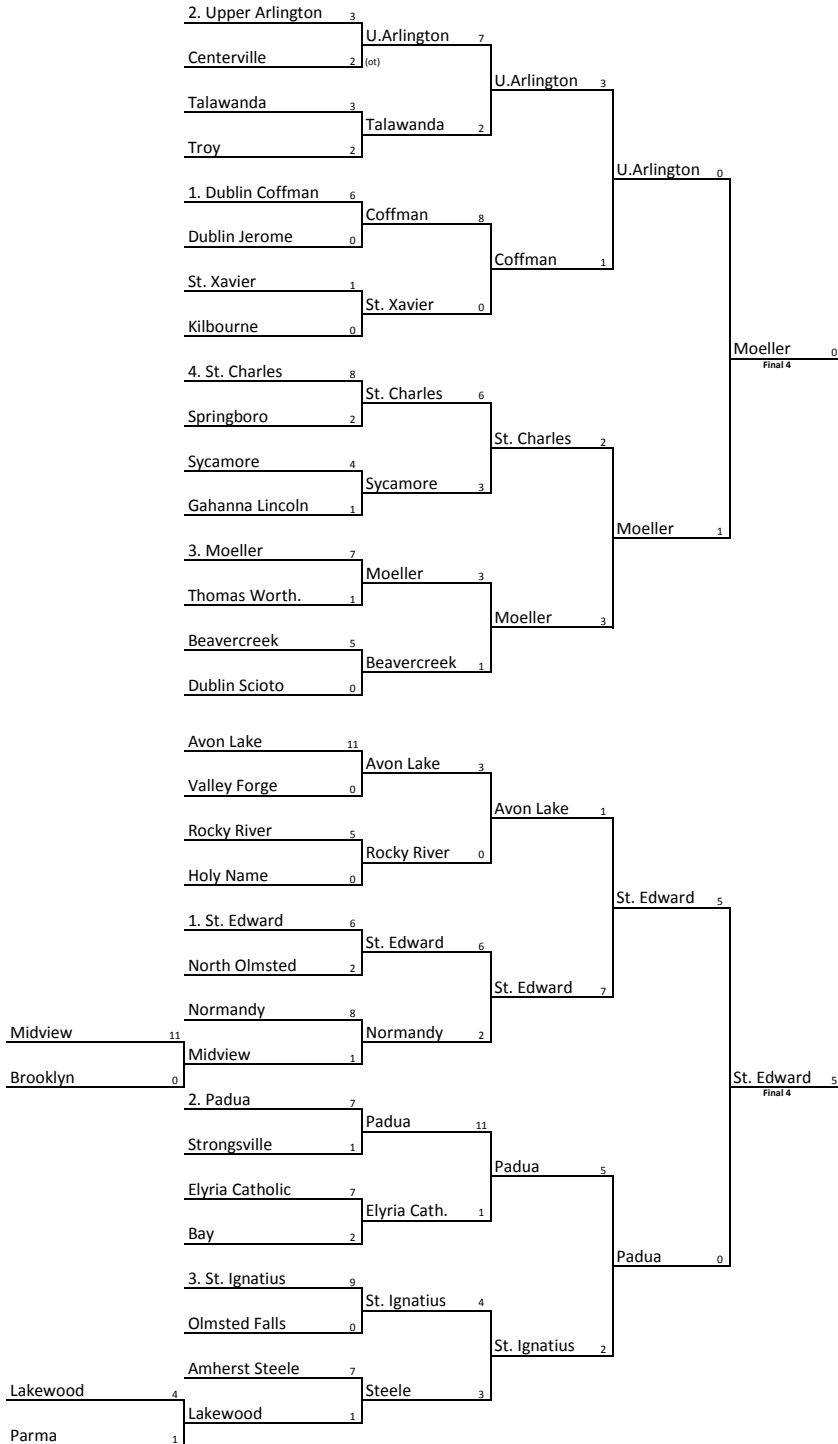 2. Upper Arlington 3
U.Arlington 7
Centerville 2 (ot)
U.Arlington 3
Talawanda 3
Talawanda 2
Troy 2
U.Arlington 0
1. Dublin Coffman 6
Coffman 8
Dublin Jerome 0
Coffman 1
St. Xavier 1
St. Xavier 0
Kilbourne 0
Moeller 0
Final 4
4. St. Charles 8
St. Charles 6
Springboro 2
St. Charles 2
Sycamore 4
Sycamore 3
Gahanna Lincoln 1
Moeller 1
3. Moeller 7
Moeller 3
Thomas Worth. 1
Moeller 3
Beavercreek 5
Beavercreek 1
Dublin Scioto 0
Avon Lake 11
Avon Lake 3
Valley Forge 0
Avon Lake 1
Rocky River 5
Rocky River 0
Holy Name 0
St. Edward 5
1. St. Edward 6
St. Edward 6
North Olmsted 2
St. Edward 7
Normandy 8
Midview 11
Normandy 2
Midview 1
Brooklyn 0
St. Edward 5
Final 4
2. Padua 7
Padua 11
Strongsville 1
Padua 5
Elyria Catholic 7
Elyria Cath. 1
Bay 2
Padua 0
3. St. Ignatius 9
St. Ignatius 4
Olmsted Falls 0
St. Ignatius 2
Amherst Steele 7
Lakewood 4
Steele 3
Lakewood 1
Parma 1